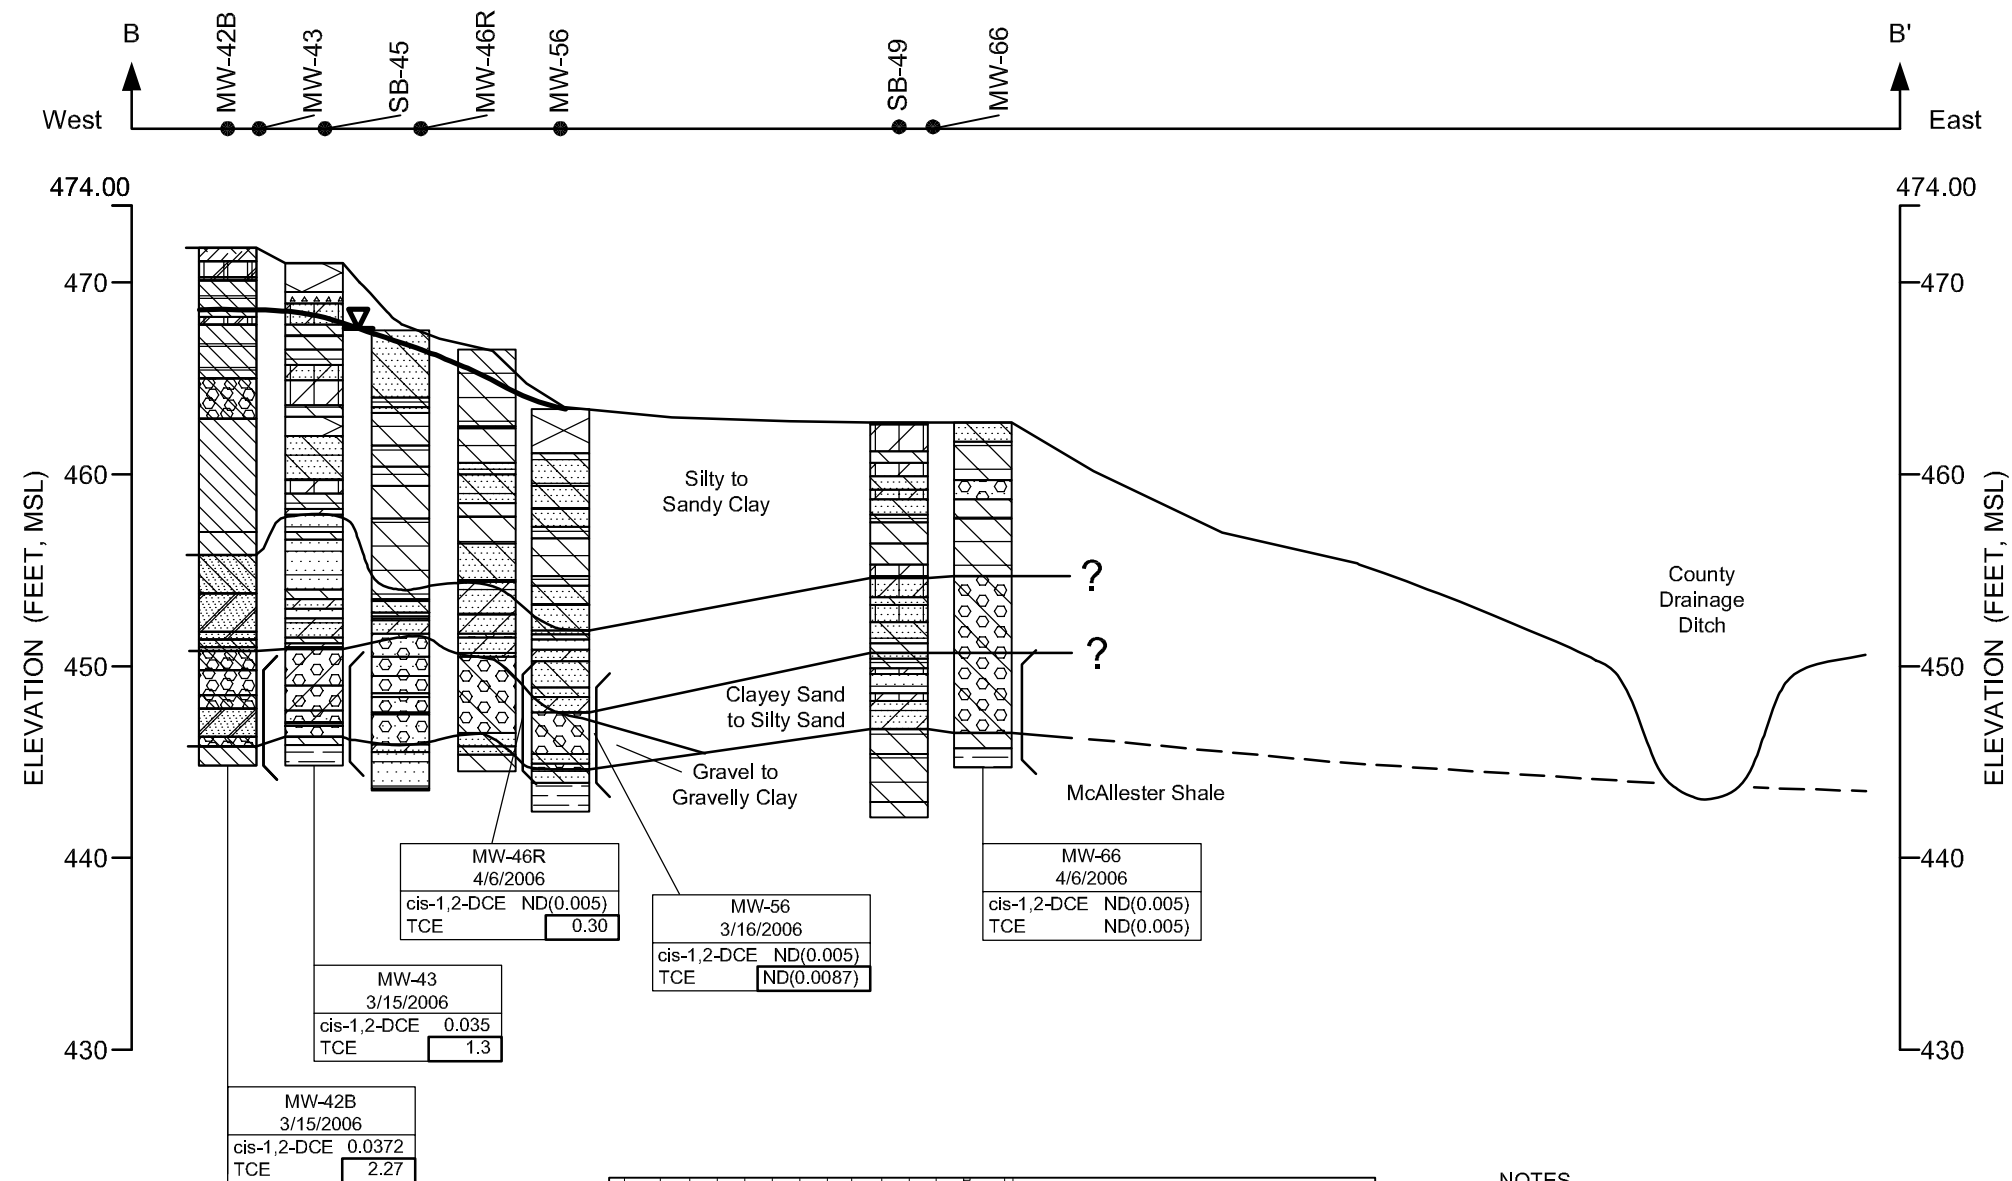 B
B'
MW-42B
MW-43
SB-45
MW-46R
MW-56
SB-49
MW-66
West
East
474.00
474.00
470
470
460
460
450
450
440
440
430
430
ELEVATION (FEET, MSL)
ELEVATION (FEET, MSL)
Silty to
Sandy Clay
?
?
County
Drainage
Ditch
Clayey Sand
to Silty Sand
Gravel to
Gravelly Clay
McAllester Shale
MW-46R
4/6/2006
cis-1,2-DCE ND(0.005)
TCE 0.30
MW-56
3/16/2006
cis-1,2-DCE ND(0.005)
TCE ND(0.0087)
MW-66
4/6/2006
cis-1,2-DCE ND(0.005)
TCE ND(0.005)
MW-43
3/15/2006
cis-1,2-DCE 0.035
TCE 1.3
MW-42B
3/15/2006
cis-1,2-DCE 0.0372
TCE 2.27
NOTES